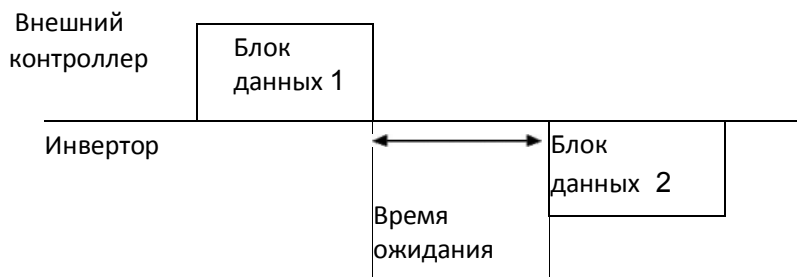 Внешний
контроллер
Блок
данных 1
Инвертор
Блок
данных 2
Время
ожидания